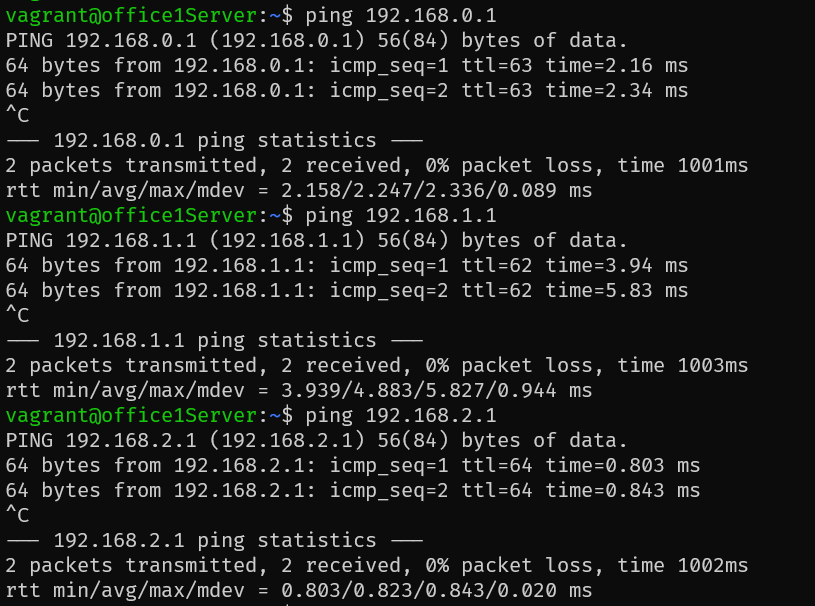 vagrant@office1Server:~$ ping 192.168.0.1
PING 192.168.0.1 (192.168.0.1) 56(84) bytes of data.
64 bytes from 192.168.0.1: icmp_seq=1 ttl=63 time=2.16 ms
64 bytes from 192.168.0.1: icmp_seq=2 ttl=63 time=2.34 ms
^C
--- 192.168.0.1 ping statistics ---
2 packets transmitted, 2 received, 0% packet loss, time 1001ms
rtt min/avg/max/mdev = 2.158/2.247/2.336/0.089 ms
vagrant@office1Server:~$ ping 192.168.1.1
PING 192.168.1.1 (192.168.1.1) 56(84) bytes of data.
64 bytes from 192.168.1.1: icmp_seq=1 ttl=62 time=3.94 ms
64 bytes from 192.168.1.1: icmp_seq=2 ttl=62 time=5.83 ms
^C
--- 192.168.1.1 ping statistics ---
2 packets transmitted, 2 received, 0% packet loss, time 1003ms
rtt min/avg/max/mdev = 3.939/4.883/5.827/0.944 ms
vagrant@office1Server:~$ ping 192.168.2.1
PING 192.168.2.1 (192.168.2.1) 56(84) bytes of data.
64 bytes from 192.168.2.1: icmp_seq=1 ttl=64 time=0.803 ms
64 bytes from 192.168.2.1: icmp_seq=2 ttl=64 time=0.843 ms
^C
--- 192.168.2.1 ping statistics ---
2 packets transmitted, 2 received, 0% packet loss, time 1002ms
rtt min/avg/max/mdev = 0.803/0.823/0.843/0.020 ms